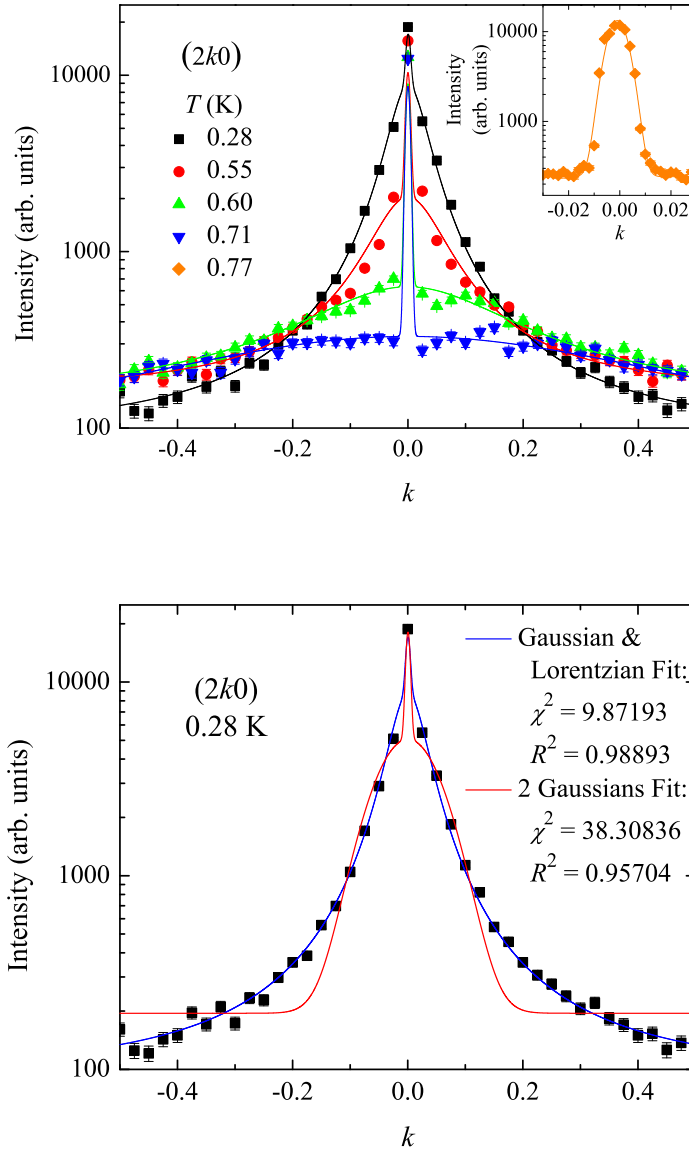 (2k0)
T (K)
0.28
0.55
0.60
0.71
0.77
10000
1000
100
Intensity (arb. units)
-0.4
-0.2
0.0
0.2
0.4
k
10000
1000
Intensity
(arb. units)
-0.02
0.00
0.02
k
(2k0)
0.28 K
Gaussian &
Lorentzian Fit:
χ² = 9.87193
R² = 0.98893
2 Gaussians Fit:
χ² = 38.30836
R² = 0.95704
10000
1000
100
Intensity (arb. units)
-0.4
-0.2
0.0
0.2
0.4
k